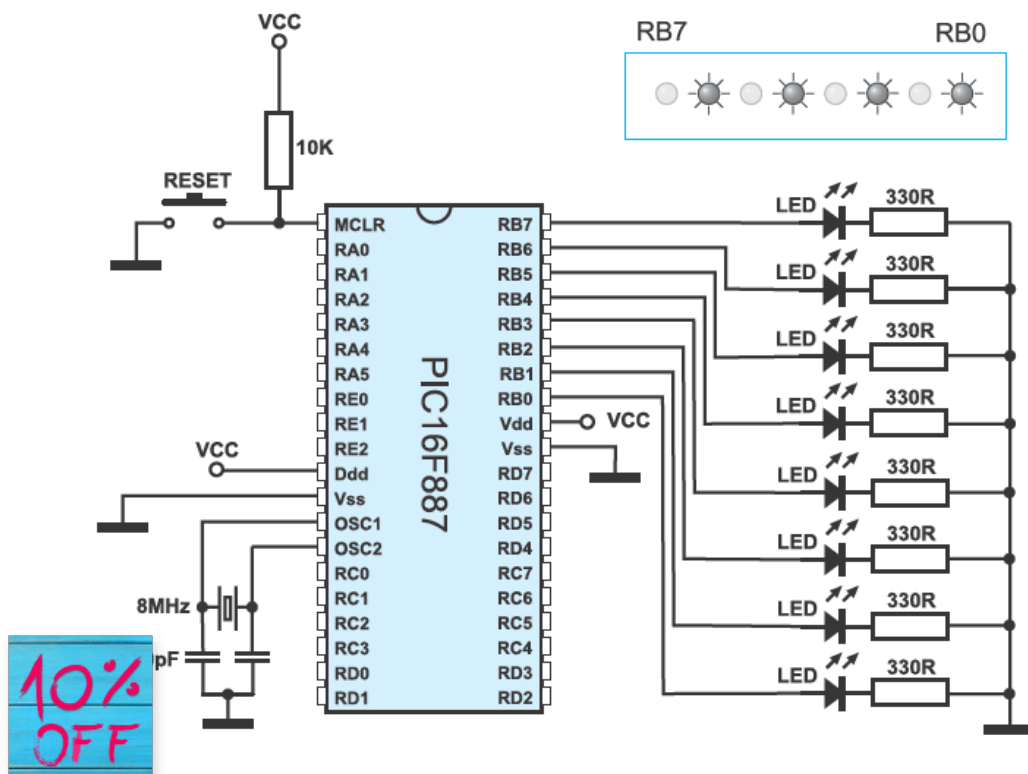 VCC
RB7 RB0
10K
RESET
MCLR
RA0
RA1
RA2
RA3
RA4
RA5
RE0
RE1
RE2
VCC
Ddd
Vss
OSC1
OSC2
RC0
RC1
RC2
RC3
RD0
RD1
8MHz
PIC16F887
RB7
RB6
RB5
RB4
RB3
RB2
RB1
RB0
Vdd
VCC
Vss
RD7
RD6
RD5
RD4
RC7
RC6
RC5
RC4
RD3
RD2
LED 330R
LED 330R
LED 330R
LED 330R
LED 330R
LED 330R
LED 330R
LED 330R
10%
OFF